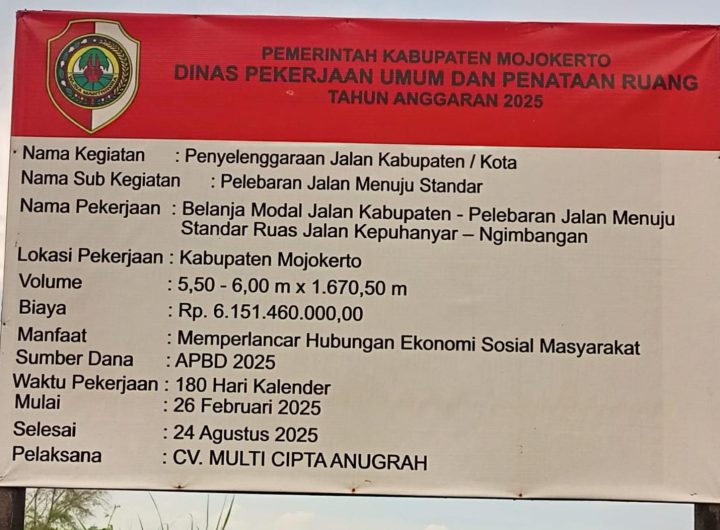 PEMERINTAH KABUPATEN MOJOKERTO
DINAS PEKERJAAN UMUM DAN PENATAAN RUANG
TAHUN ANGGARAN 2025
Nama Kegiatan : Penyelenggaraan Jalan Kabupaten / Kota
Nama Sub Kegiatan : Pelebaran Jalan Menuju Standar
Nama Pekerjaan : Belanja Modal Jalan Kabupaten - Pelebaran Jalan Menuju
Standar Ruas Jalan Kepuhanyar – Ngimbangan
Lokasi Pekerjaan : Kabupaten Mojokerto
Volume : 5,50 - 6,00 m x 1.670,50 m
Biaya : Rp. 6.151.460.000,00
Manfaat : Memperlancar Hubungan Ekonomi Sosial Masyarakat
Sumber Dana : APBD 2025
Waktu Pekerjaan : 180 Hari Kalender
Mulai : 26 Februari 2025
Selesai : 24 Agustus 2025
Pelaksana : CV. MULTI CIPTA ANUGRAH